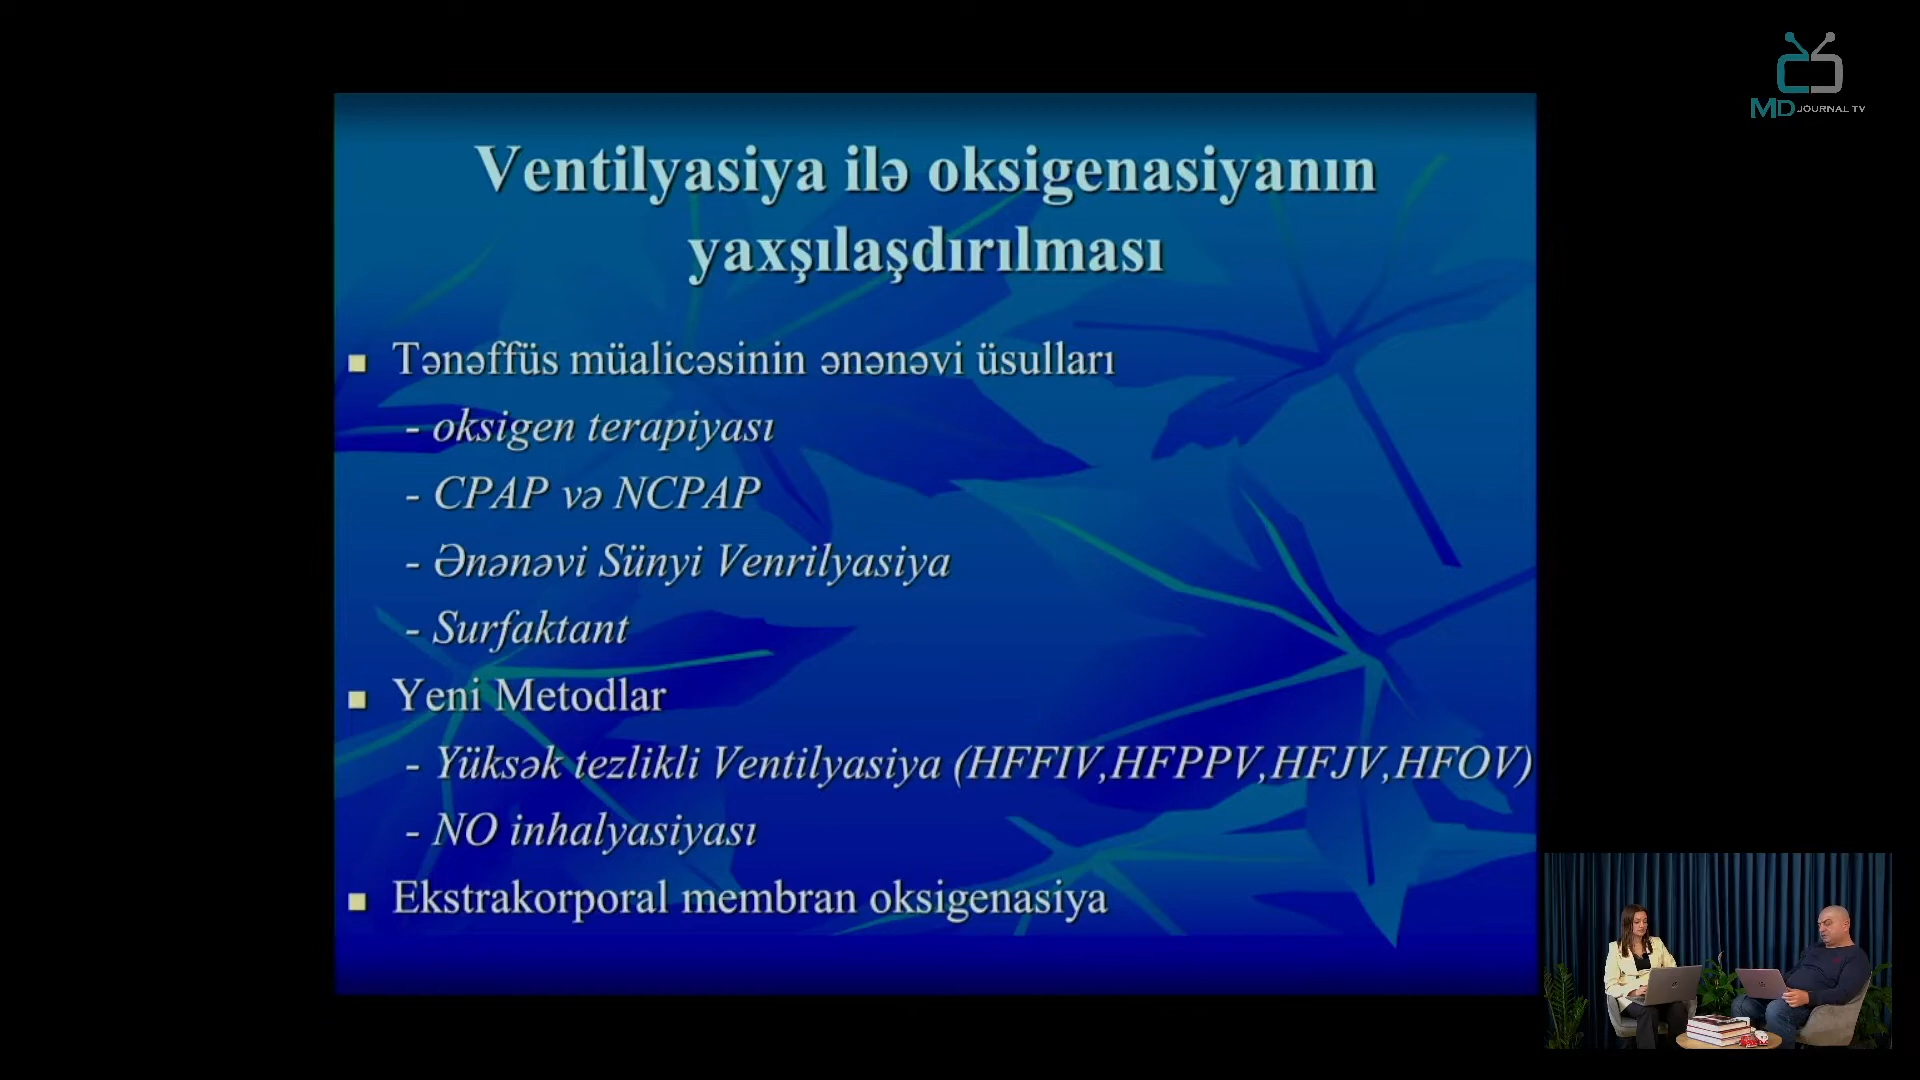 MD JOURNAL TV
Ventilyasiya ilə oksigenasiyanın
yaxşılaşdırılması
Tənəffüs müalicəsinin ənənəvi üsulları
- oksigen terapiyası
- CPAP və NCPAP
- Ənənəvi Sünyi Venrilyasiya
- Surfaktant
Yeni Metodlar
- Yüksək tezlikli Ventilyasiya (HFFIV,HFPPV,HFJV,HFOV)
- NO inhalyasiyası
Ekstrakorporal membran oksigenasiya